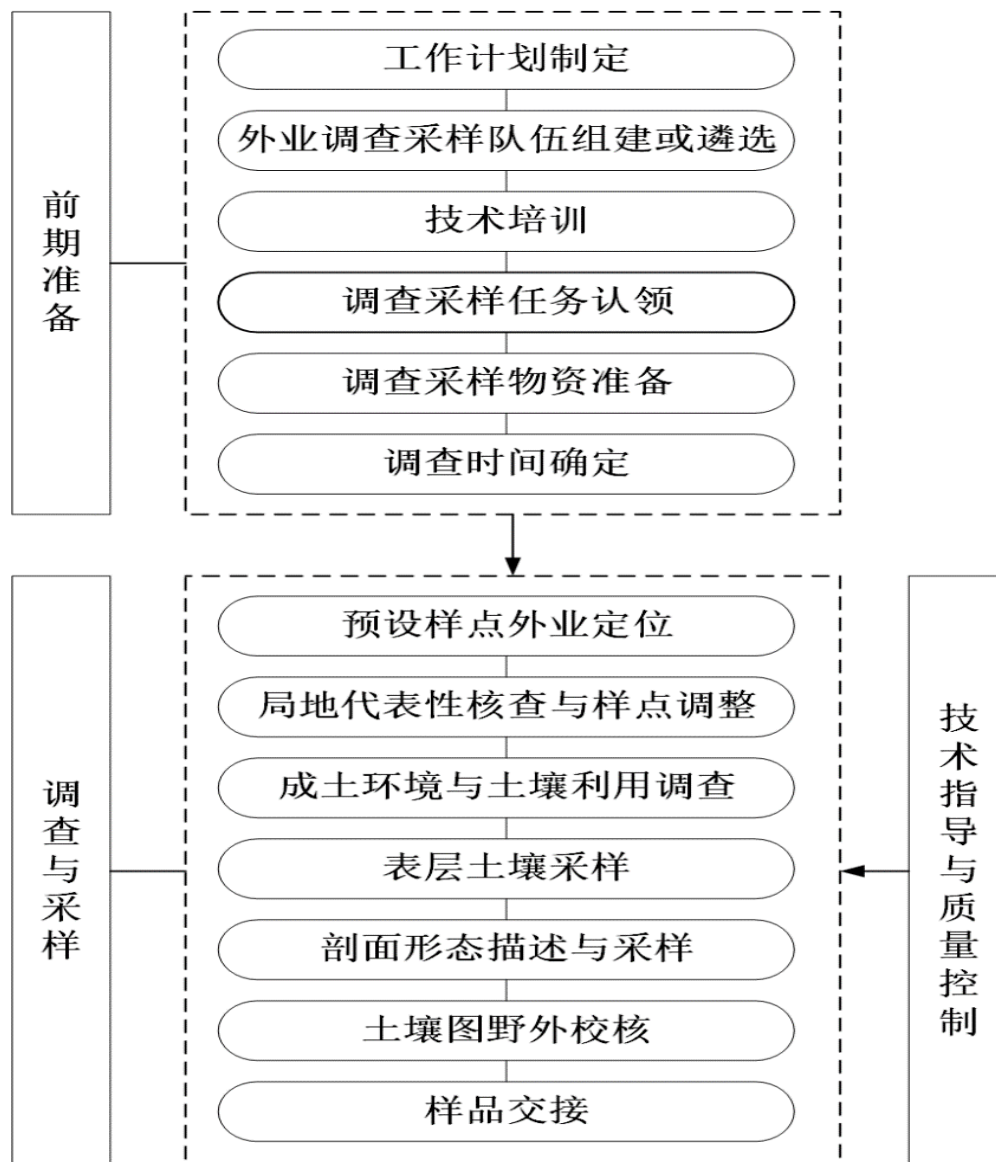 前期准备
工作计划制定
外业调查采样队伍组建或遴选
技术培训
调查采样任务认领
调查采样物资准备
调查时间确定
调查与采样
预设样点外业定位
局地代表性核查与样点调整
成土环境与土壤利用调查
表层土壤采样
剖面形态描述与采样
土壤图野外校核
样品交接
技术指导与质量控制